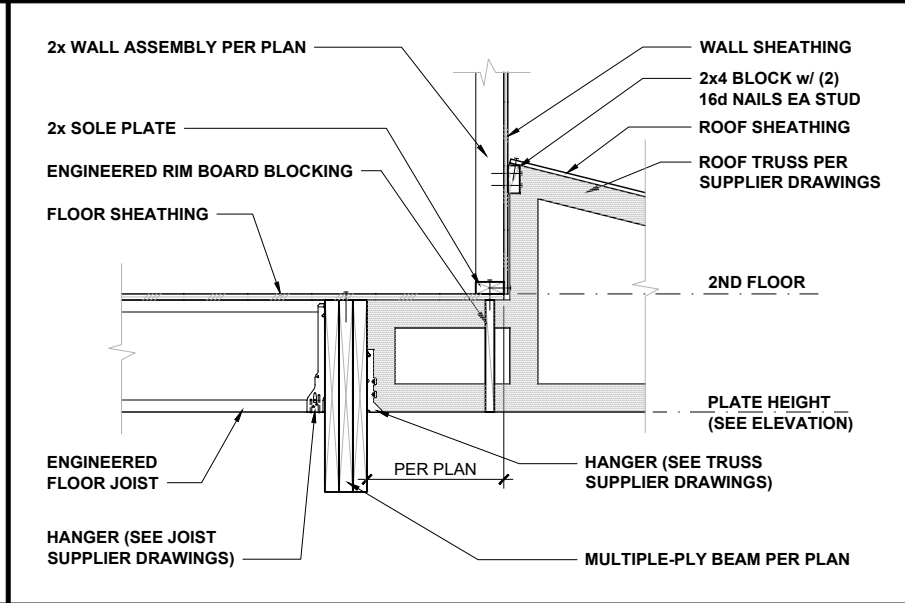 2x WALL ASSEMBLY PER PLAN
2x SOLE PLATE
ENGINEERED RIM BOARD BLOCKING
FLOOR SHEATHING
WALL SHEATHING
2x4 BLOCK w/ (2)
16d NAILS EA STUD
ROOF SHEATHING
ROOF TRUSS PER
SUPPLIER DRAWINGS
2ND FLOOR
PLATE HEIGHT
(SEE ELEVATION)
ENGINEERED
FLOOR JOIST
PER PLAN
HANGER (SEE TRUSS
SUPPLIER DRAWINGS)
HANGER (SEE JOIST
SUPPLIER DRAWINGS)
MULTIPLE-PLY BEAM PER PLAN